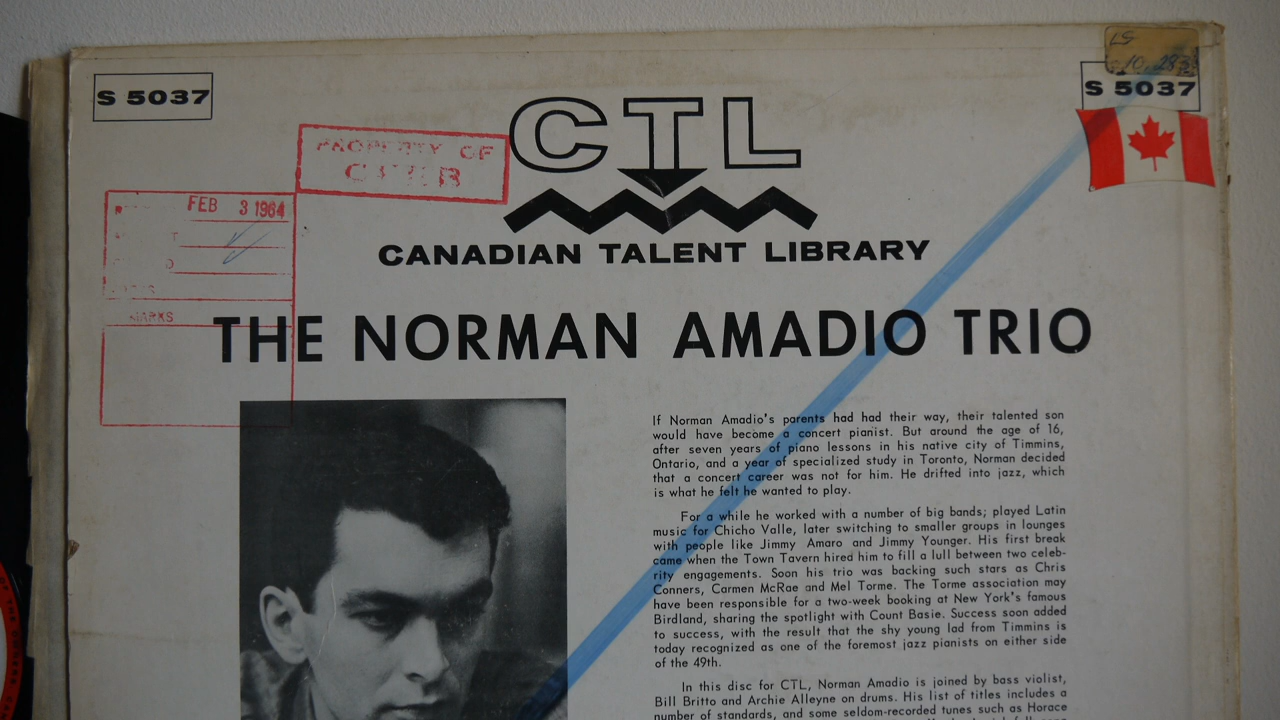 S 5037
S 5037
CTL
PROPERTY OF
FEB 3 1964
MARKS
CANADIAN TALENT LIBRARY
THE NORMAN AMADIO TRIO
If Norman Amadio's parents had had their way, their talented son
would have become a concert pianist. But around the age of 16,
after seven years of piano lessons in his native city of Timmins,
Ontario, and a year of specialized study in Toronto, Norman decided
that a concert career was not for him. He drifted into jazz, which
is what he felt he wanted to play.
For a while he worked with a number of big bands; played Latin
music for Chicho Valle, later switching to smaller groups in lounges
with people like Jimmy Amaro and Jimmy Younger. His first break
came when the Town Tavern hired him to fill a lull between two celeb-
rity engagements. Soon his trio was backing such stars as Chris
Conners, Carmen McRae and Mel Torme. The Torme association may
have been responsible for a two-week booking at New York's famous
Birdland, sharing the spotlight with Count Basie. Success soon added
to success, with the result that the shy young lad from Timmins is
today recognized as one of the foremost jazz pianists on either side
of the 49th.
In this disc for CTL, Norman Amadio is joined by bass violist,
Bill Britto and Archie Alleyne on drums. His list of titles includes a
number of standards, and some seldom-recorded tunes such as Horace